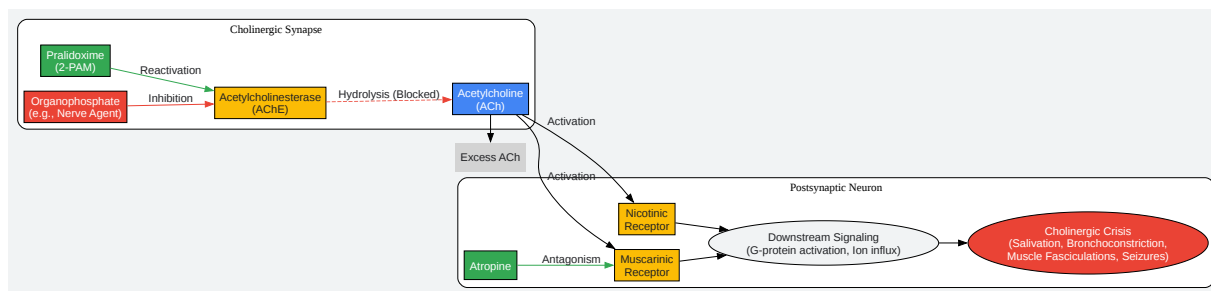 Cholinergic Synapse
Pralidoxime
(2-PAM)
Reactivation
Organophosphate
(e.g., Nerve Agent)
Inhibition
Acetylcholinesterase
(AChE)
Hydrolysis (Blocked)
Acetylcholine
(ACh)
Activation
Excess ACh
Activation
Postsynaptic Neuron
Nicotinic
Receptor
Atropine
Antagonism
Muscarinic
Receptor
Downstream Signaling
(G-protein activation, Ion influx)
Cholinergic Crisis
(Salivation, Bronchoconstriction,
Muscle Fasciculations, Seizures)